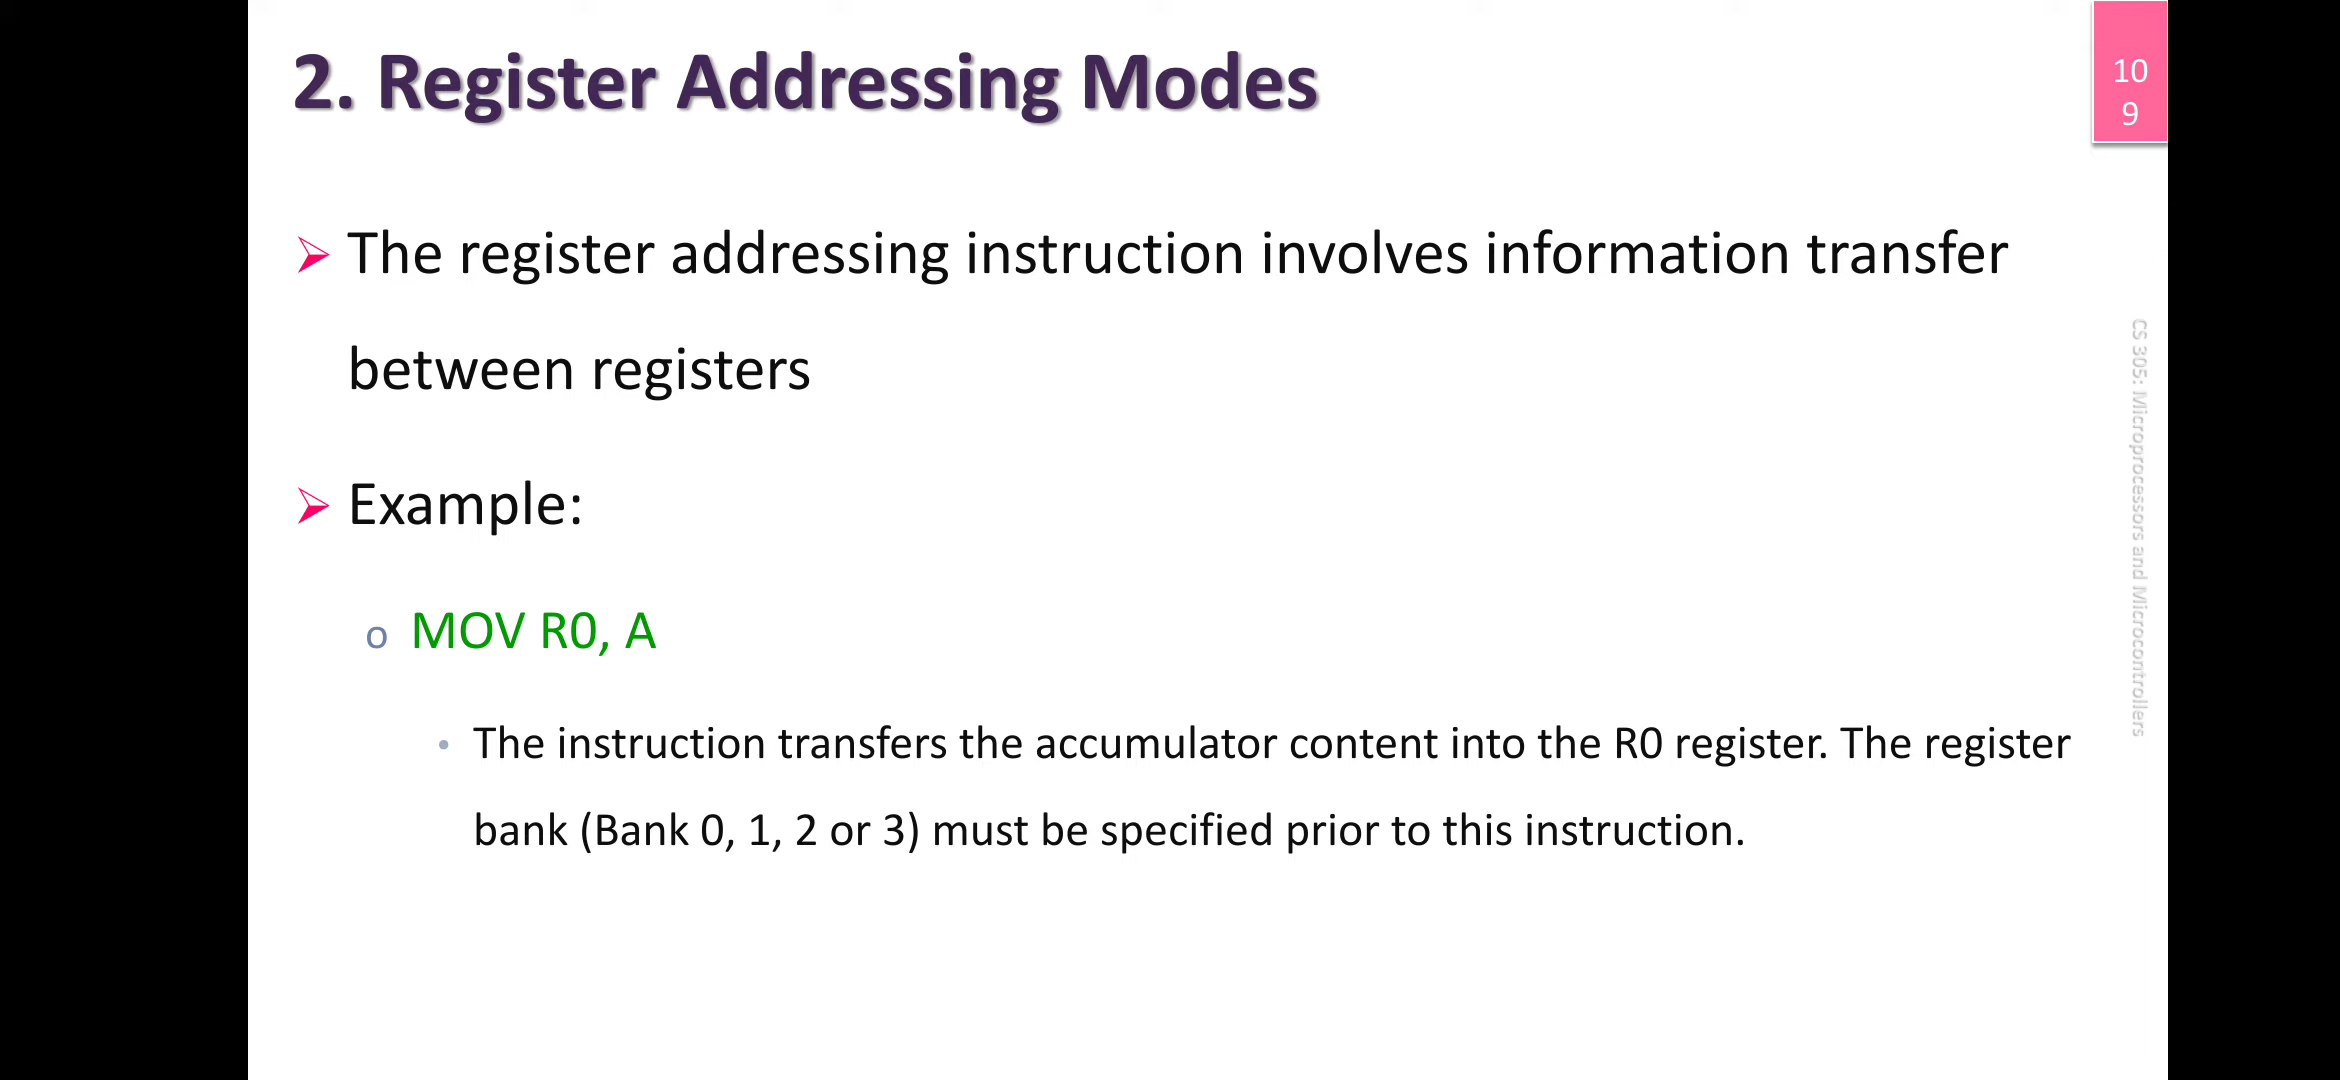 2. Register Addressing Modes
10
9
➢ The register addressing instruction involves information transfer
between registers
➢ Example:
o MOV R0, A
• The instruction transfers the accumulator content into the R0 register. The register
bank (Bank 0, 1, 2 or 3) must be specified prior to this instruction.
CS 305: Microprocessors and Microcontrollers